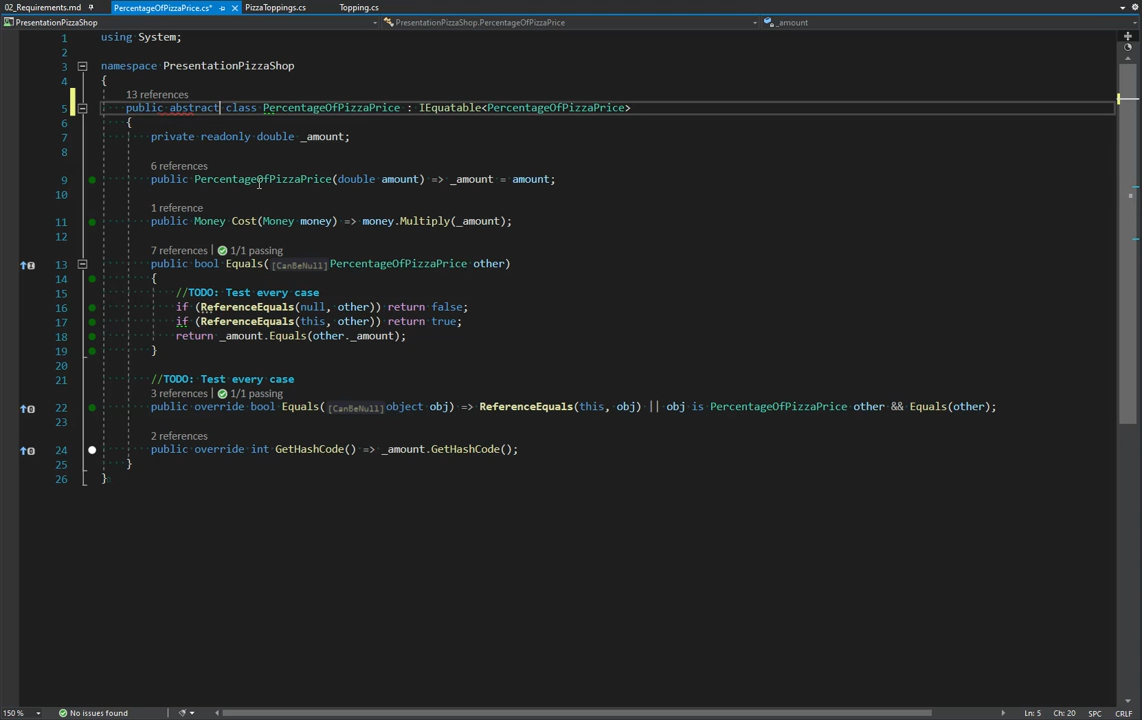 02_Requirements.md PercentageOfPizzaPrice.cs* PizzaToppings.cs Topping.cs
PresentationPizzaShop PresentationPizzaShop.PercentageOfPizzaPrice _amount
1 using System;
2
3 namespace PresentationPizzaShop
4 {
13 references
5 public abstract class PercentageOfPizzaPrice : IEquatable<PercentageOfPizzaPrice>
6 {
7 private readonly double _amount;
8
6 references
9 public PercentageOfPizzaPrice(double amount) => _amount = amount;
10
1 reference
11 public Money Cost(Money money) => money.Multiply(_amount);
12
7 references | 1/1 passing
13 public bool Equals([CanBeNull] PercentageOfPizzaPrice other)
14 {
15 //TODO: Test every case
16 if (ReferenceEquals(null, other)) return false;
17 if (ReferenceEquals(this, other)) return true;
18 return _amount.Equals(other._amount);
19 }
20
21 //TODO: Test every case
3 references | 1/1 passing
22 public override bool Equals([CanBeNull] object obj) => ReferenceEquals(this, obj) || obj is PercentageOfPizzaPrice other && Equals(other);
23
2 references
24 public override int GetHashCode() => _amount.GetHashCode();
25 }
26 }
150 % No issues found Ln: 5 Ch: 20 SPC CRLF